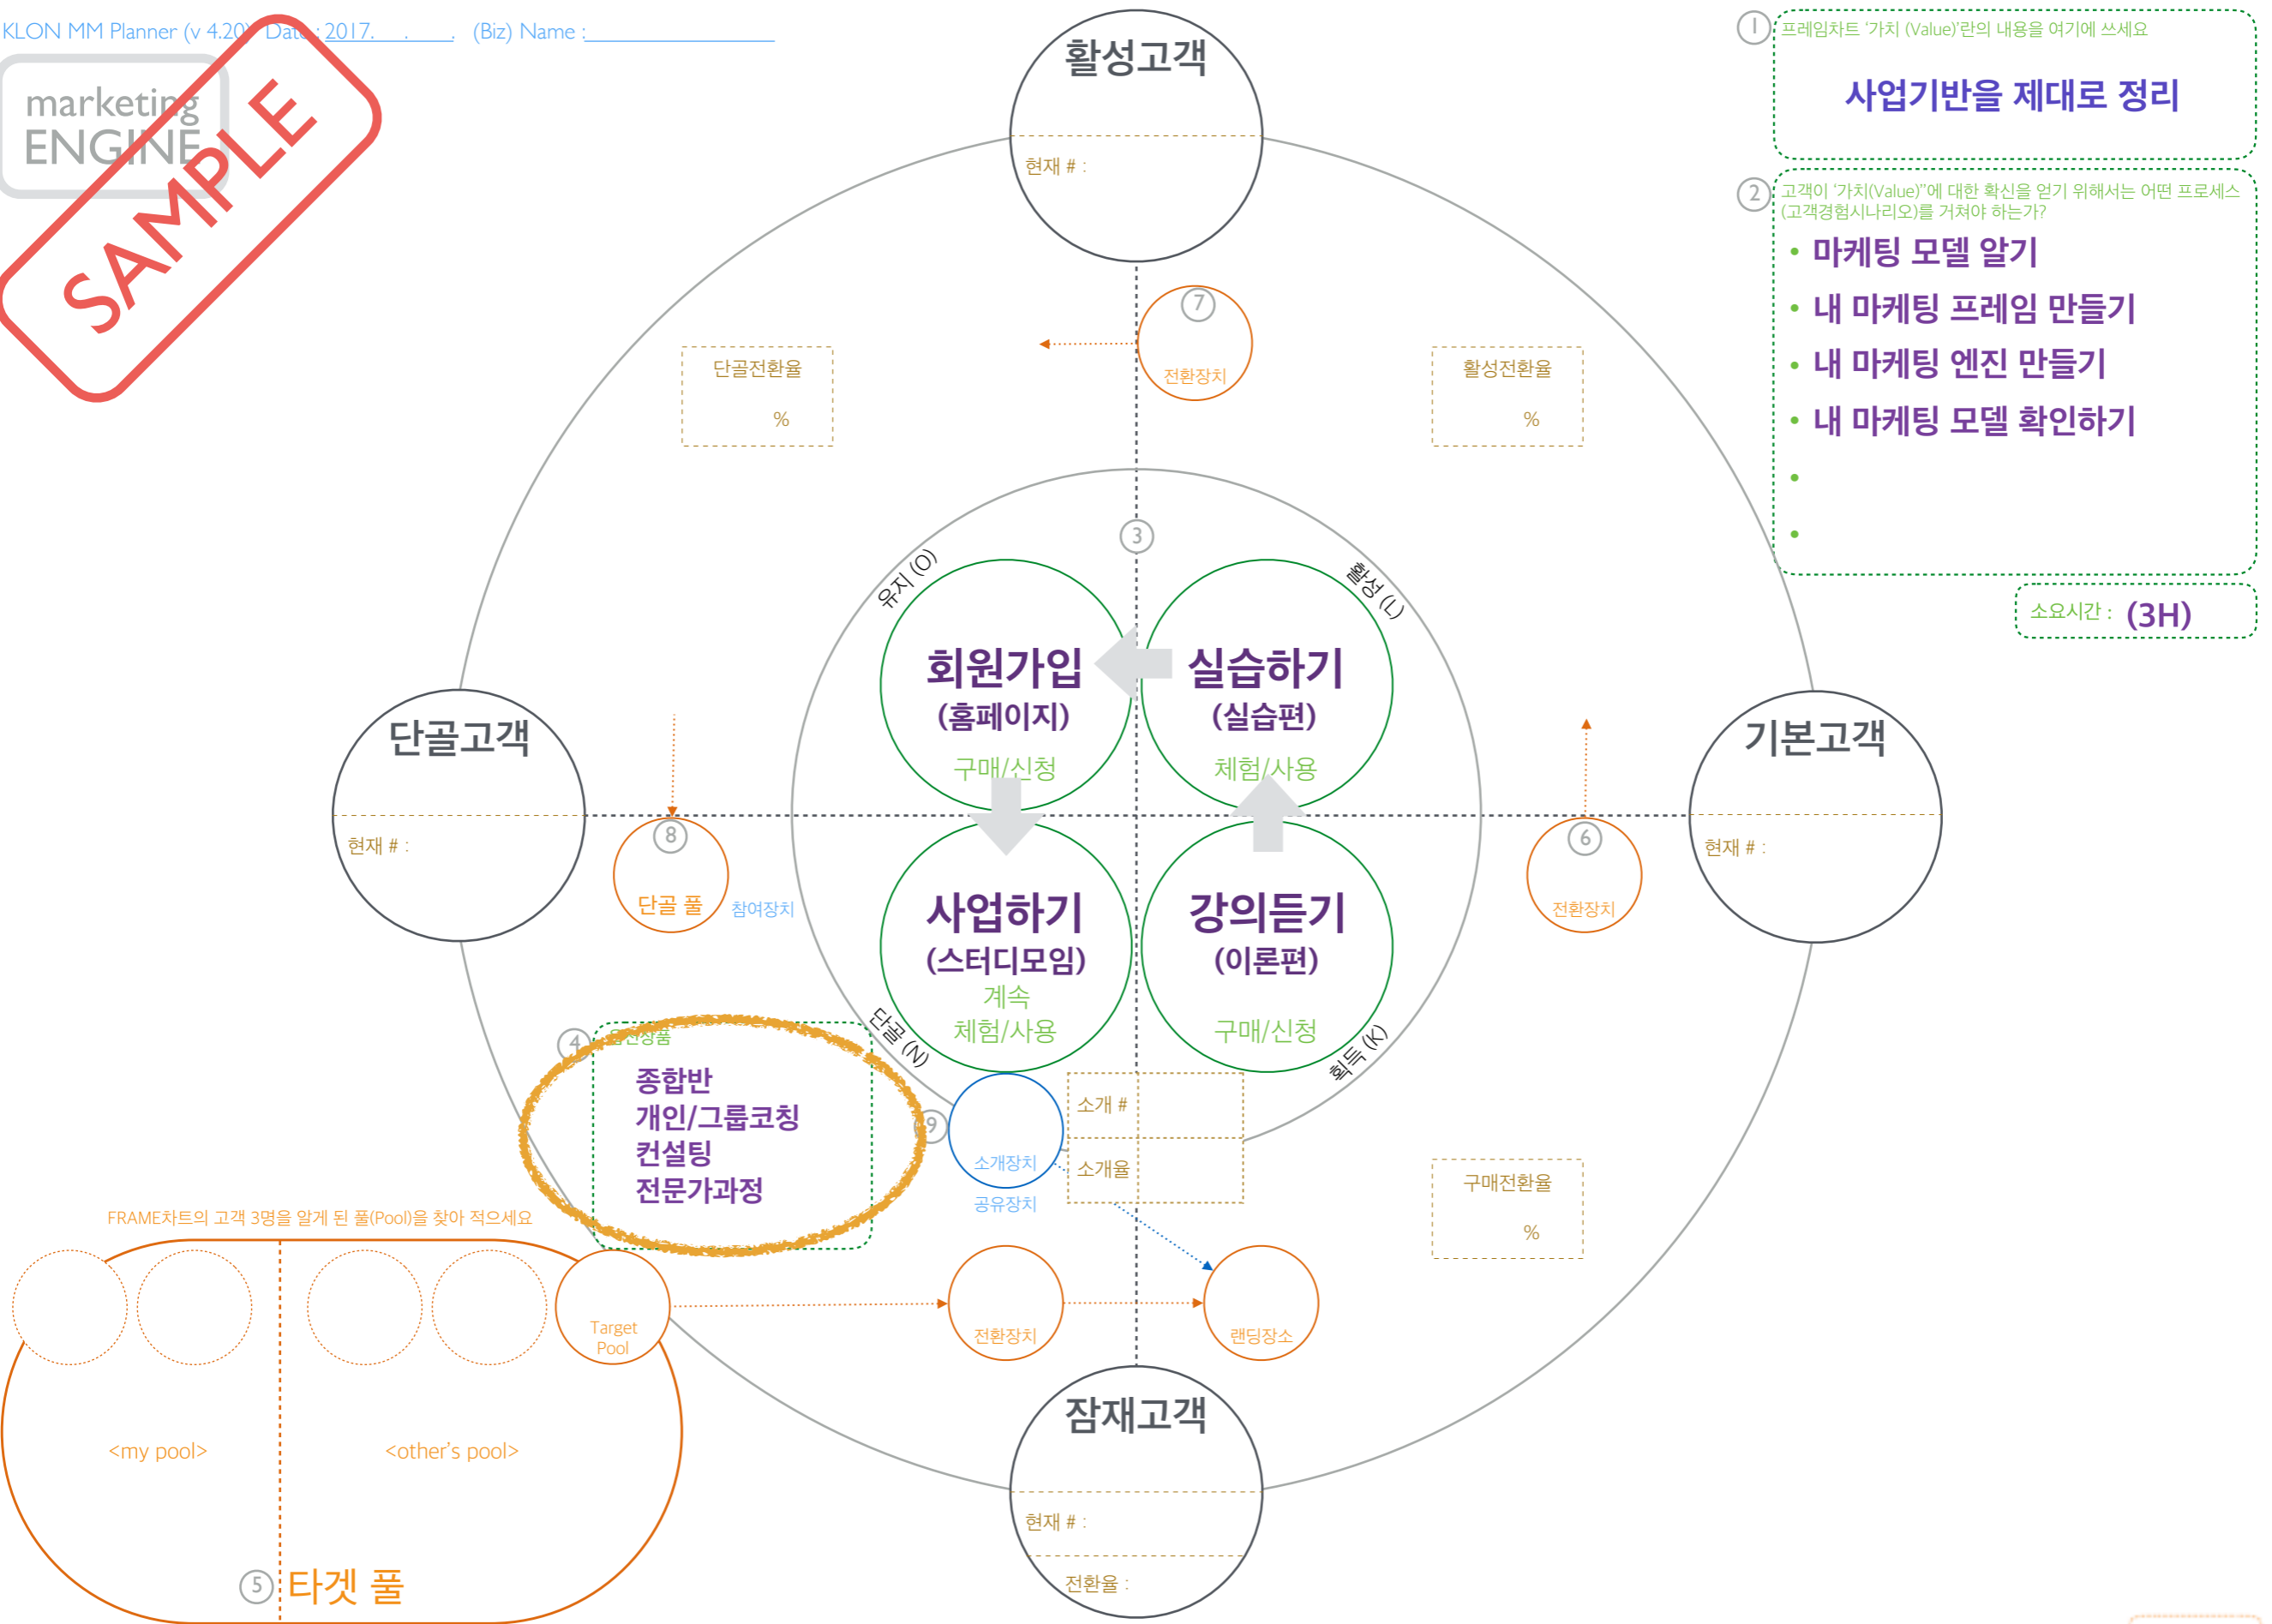 KLON MM Planner (v 4.20) Date : 2017. . . (Biz) Name :
marketing
ENGINE
SAMPLE
활성고객
현재 # :
1
프레임차트 ‘가치 (Value)’란의 내용을 여기에 쓰세요
사업기반을 제대로 정리
2
고객이 ‘가치(Value)”에 대한 확신을 얻기 위해서는 어떤 프로세스
(고객경험시나리오)를 거쳐야 하는가?
• 마케팅 모델 알기
• 내 마케팅 프레임 만들기
• 내 마케팅 엔진 만들기
• 내 마케팅 모델 확인하기
•
•
소요시간 : (3H)
7
전환장치
단골전환율
%
활성전환율
%
3
유지 (O)
활성 (L)
회원가입
(홈페이지)
구매/신청
실습하기
(실습편)
체험/사용
단골고객
현재 # :
기본고객
현재 # :
8
단골 풀
참여장치
6
전환장치
사업하기
(스터디모임)
계속
체험/사용
강의듣기
(이론편)
구매/신청
단골 (N)
획득 (K)
4
종합반
개인/그룹코칭
컨설팅
전문가과정
9
소개장치
공유장치
소개 #
소개율
구매전환율
%
FRAME차트의 고객 3명을 알게 된 풀(Pool)을 찾아 적으세요
Target
Pool
전환장치
랜딩장소
<my pool>
<other’s pool>
5
타겟 풀
잠재고객
현재 # :
전환율 :